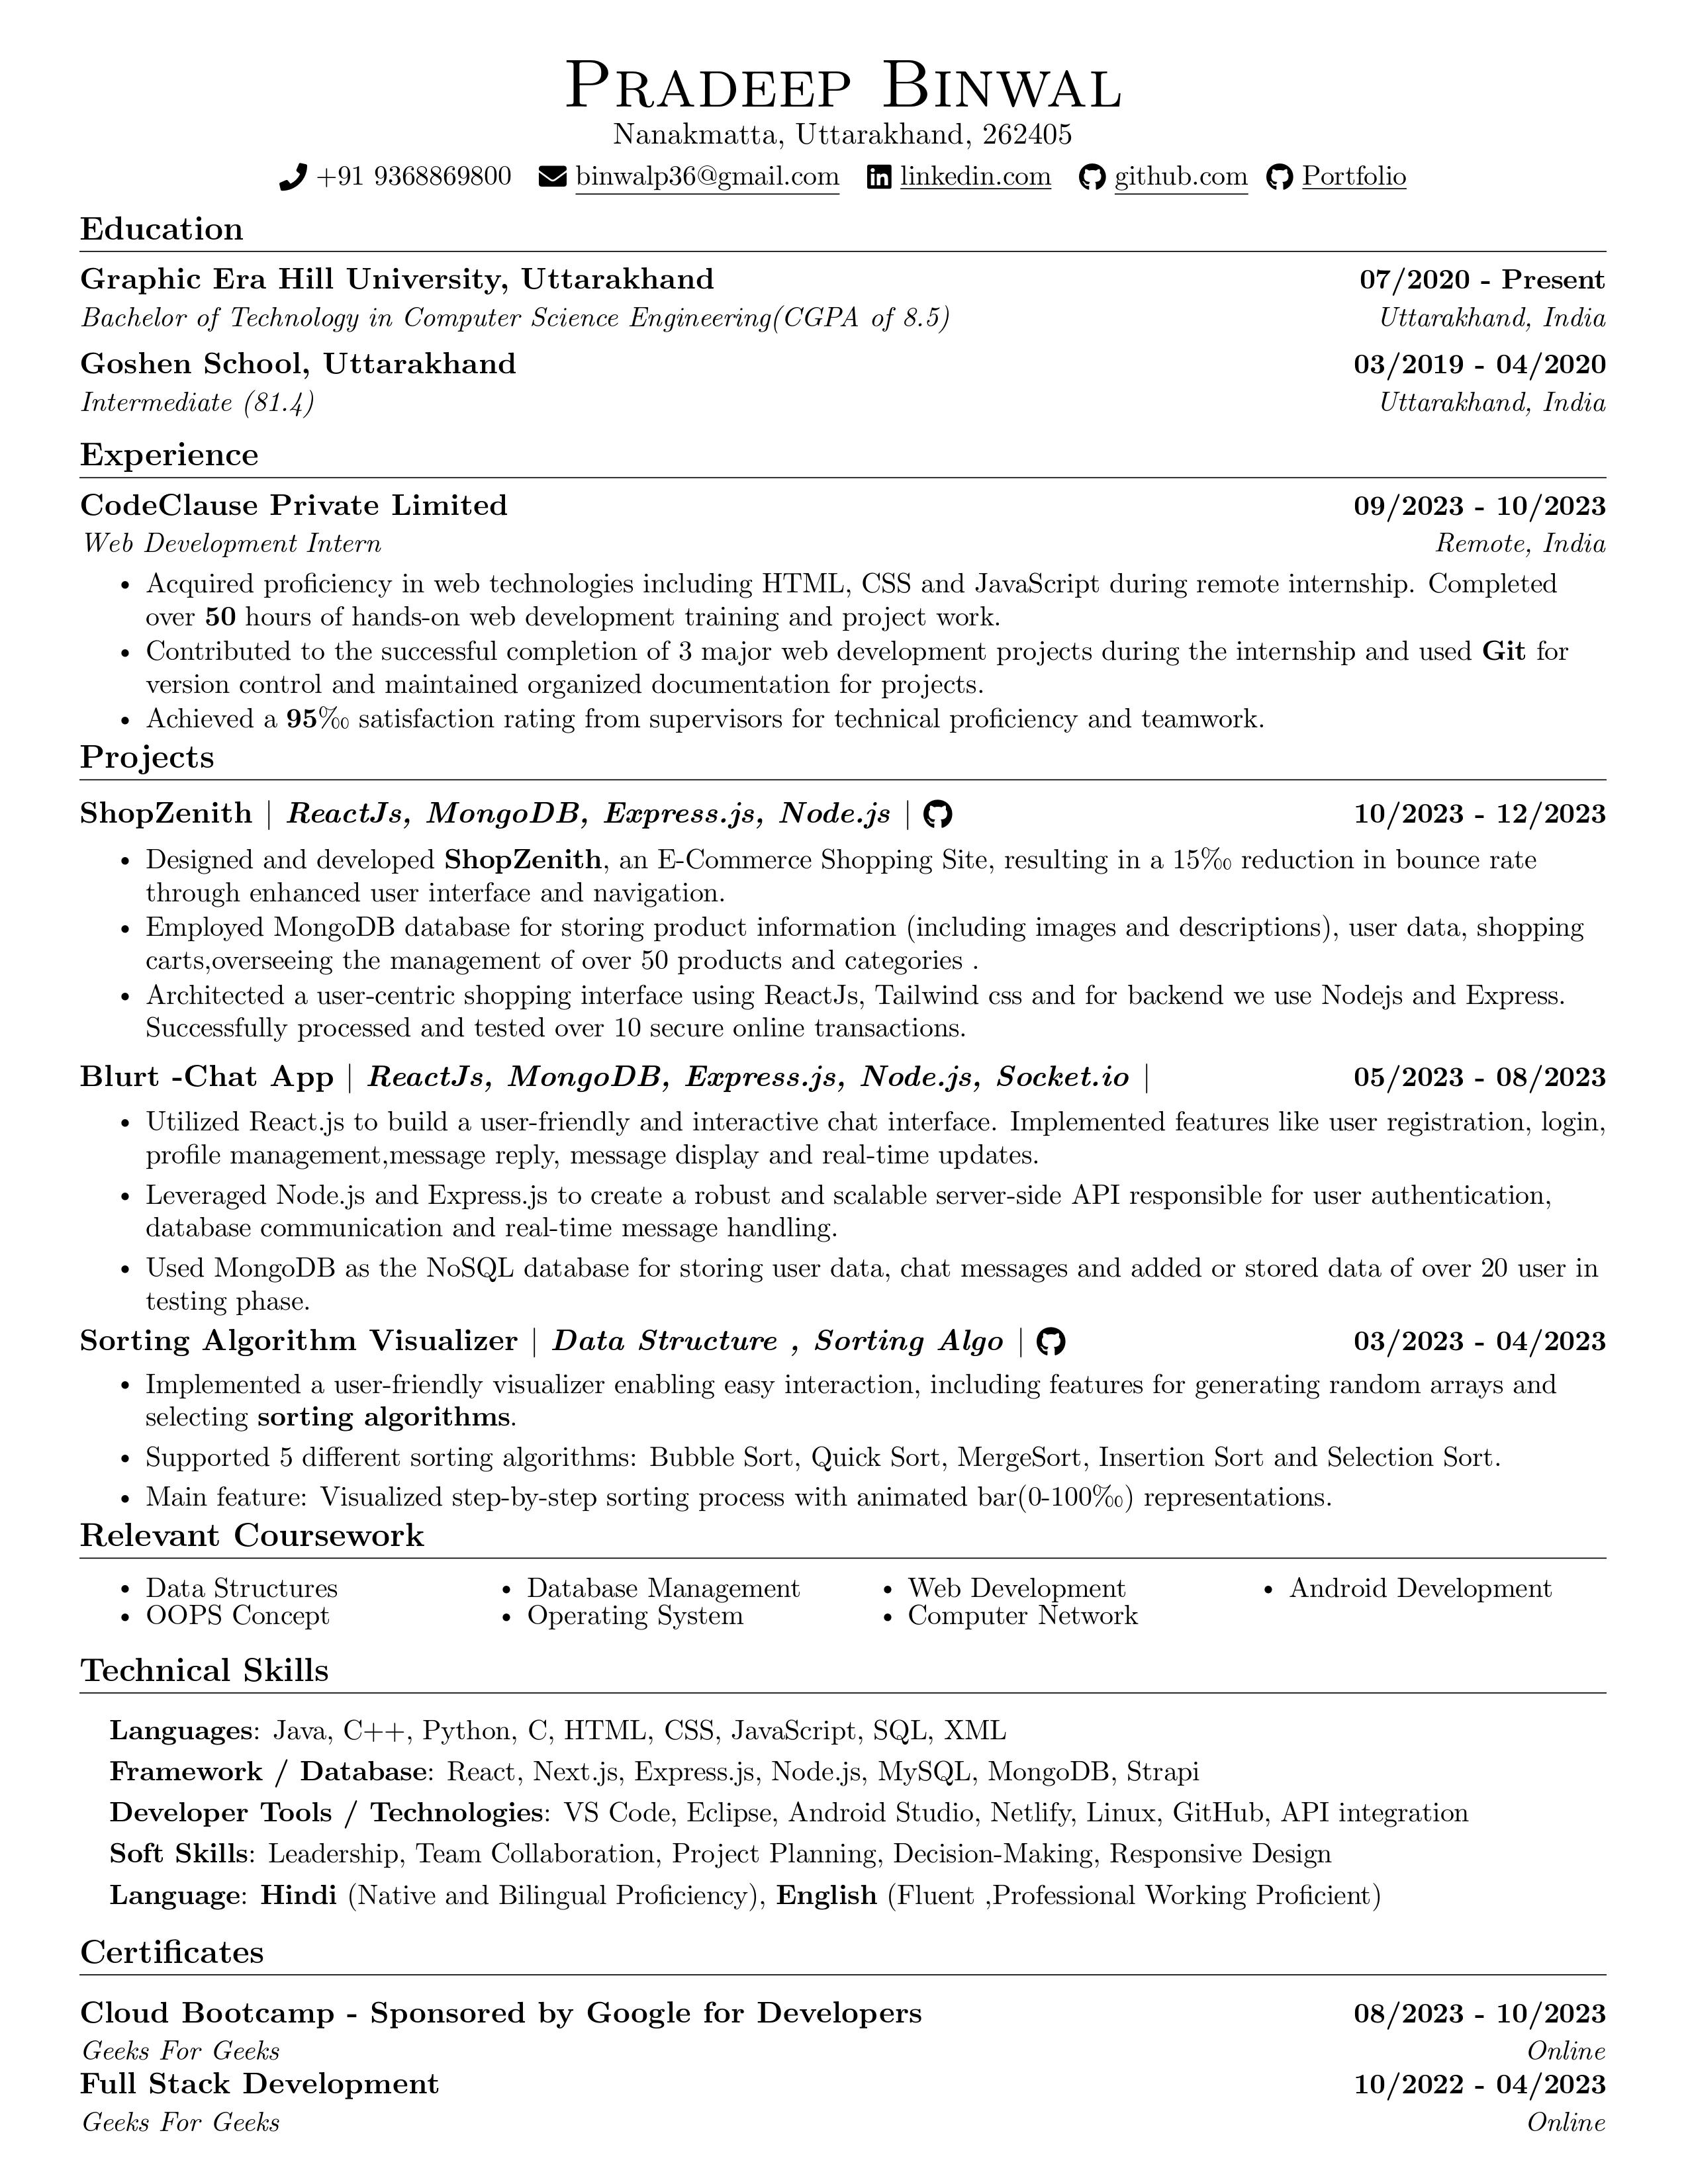 Pradeep Binwal
Nanakmatta, Uttarakhand, 262405
+91 9368869800 binwalp36@gmail.com linkedin.com github.com Portfolio
Education
Graphic Era Hill University, Uttarakhand 07/2020 - Present
Bachelor of Technology in Computer Science Engineering(CGPA of 8.5) Uttarakhand, India
Goshen School, Uttarakhand 03/2019 - 04/2020
Intermediate (81.4) Uttarakhand, India
Experience
CodeClause Private Limited 09/2023 - 10/2023
Web Development Intern Remote, India
• Acquired proficiency in web technologies including HTML, CSS and JavaScript during remote internship. Completed
over 50 hours of hands-on web development training and project work.
• Contributed to the successful completion of 3 major web development projects during the internship and used Git for
version control and maintained organized documentation for projects.
• Achieved a 95‰ satisfaction rating from supervisors for technical proficiency and teamwork.
Projects
ShopZenith | ReactJs, MongoDB, Express.js, Node.js | 10/2023 - 12/2023
• Designed and developed ShopZenith, an E-Commerce Shopping Site, resulting in a 15‰ reduction in bounce rate
through enhanced user interface and navigation.
• Employed MongoDB database for storing product information (including images and descriptions), user data, shopping
carts,overseeing the management of over 50 products and categories .
• Architected a user-centric shopping interface using ReactJs, Tailwind css and for backend we use Nodejs and Express.
Successfully processed and tested over 10 secure online transactions.
Blurt -Chat App | ReactJs, MongoDB, Express.js, Node.js, Socket.io | 05/2023 - 08/2023
• Utilized React.js to build a user-friendly and interactive chat interface. Implemented features like user registration, login,
profile management,message reply, message display and real-time updates.
• Leveraged Node.js and Express.js to create a robust and scalable server-side API responsible for user authentication,
database communication and real-time message handling.
• Used MongoDB as the NoSQL database for storing user data, chat messages and added or stored data of over 20 user in
testing phase.
Sorting Algorithm Visualizer | Data Structure , Sorting Algo | 03/2023 - 04/2023
• Implemented a user-friendly visualizer enabling easy interaction, including features for generating random arrays and
selecting sorting algorithms.
• Supported 5 different sorting algorithms: Bubble Sort, Quick Sort, MergeSort, Insertion Sort and Selection Sort.
• Main feature: Visualized step-by-step sorting process with animated bar(0-100‰) representations.
Relevant Coursework
• Data Structures • Database Management • Web Development • Android Development
• OOPS Concept • Operating System • Computer Network
Technical Skills
Languages: Java, C++, Python, C, HTML, CSS, JavaScript, SQL, XML
Framework / Database: React, Next.js, Express.js, Node.js, MySQL, MongoDB, Strapi
Developer Tools / Technologies: VS Code, Eclipse, Android Studio, Netlify, Linux, GitHub, API integration
Soft Skills: Leadership, Team Collaboration, Project Planning, Decision-Making, Responsive Design
Language: Hindi (Native and Bilingual Proficiency), English (Fluent ,Professional Working Proficient)
Certificates
Cloud Bootcamp - Sponsored by Google for Developers 08/2023 - 10/2023
Geeks For Geeks Online
Full Stack Development 10/2022 - 04/2023
Geeks For Geeks Online